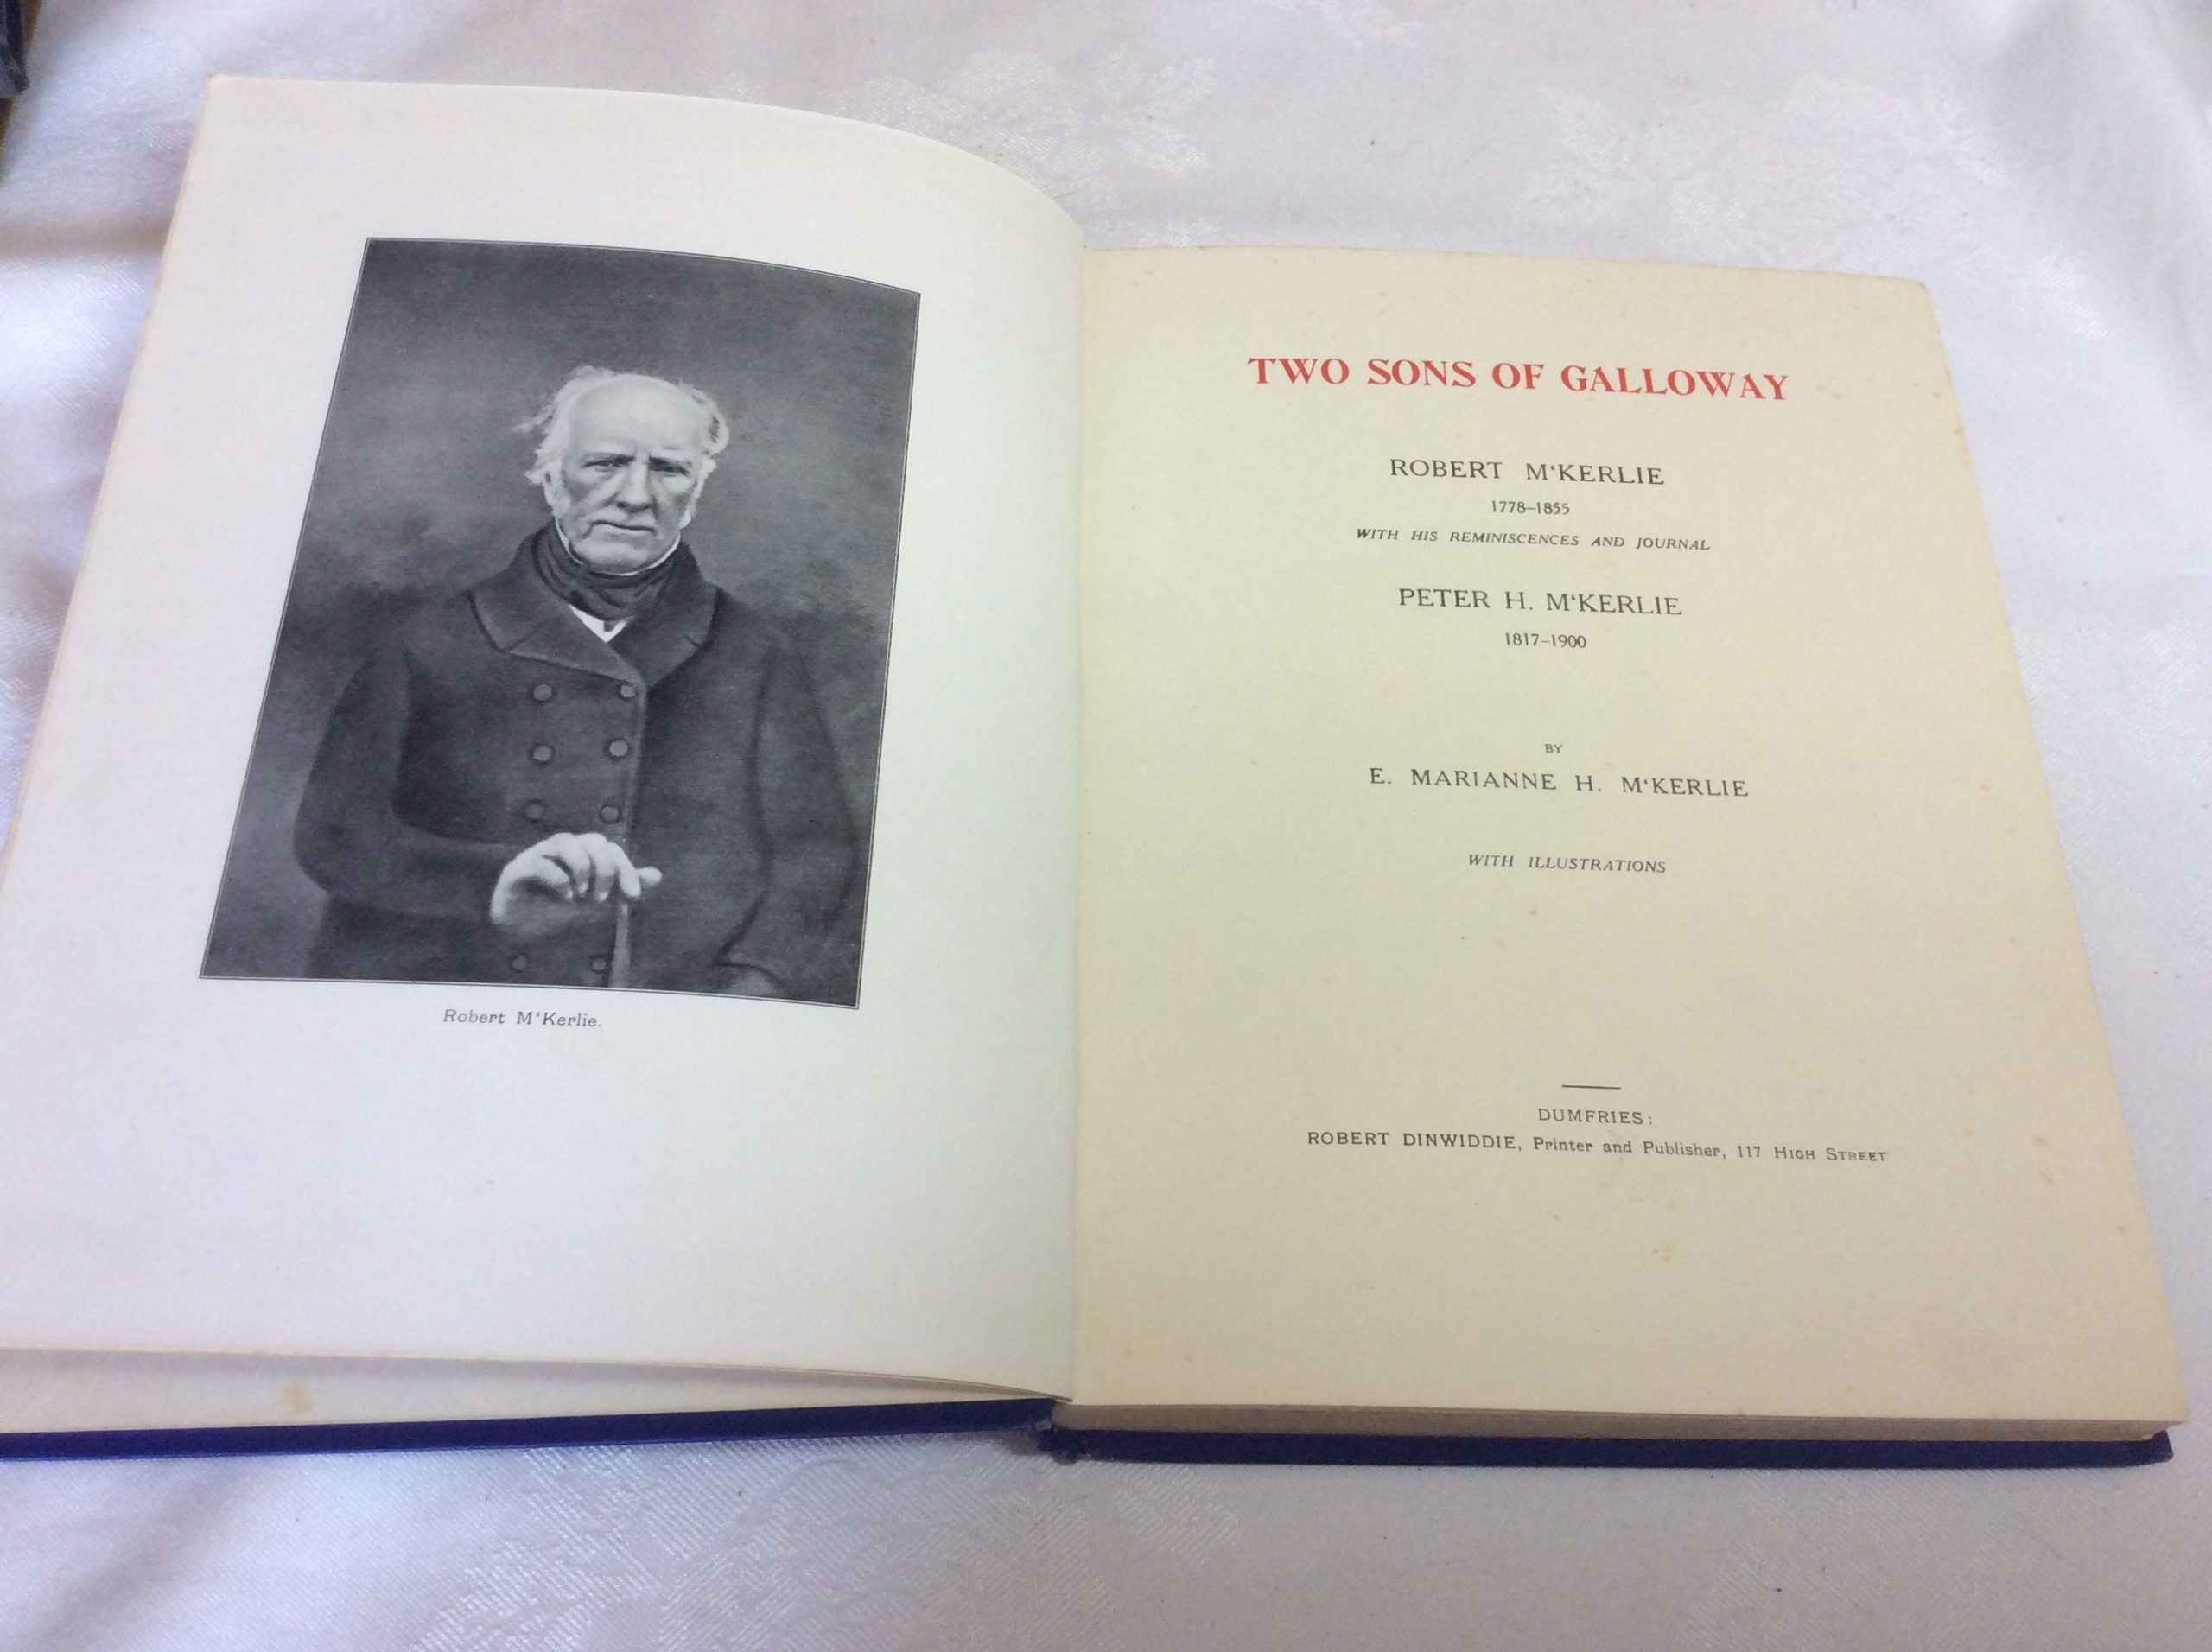 Robert M‘Kerlie.
TWO SONS OF GALLOWAY
ROBERT M‘KERLIE
1778–1855
WITH HIS REMINISCENCES AND JOURNAL
PETER H. M‘KERLIE
1817–1900
BY
E. MARIANNE H. M‘KERLIE
WITH ILLUSTRATIONS
DUMFRIES:
ROBERT DINWIDDIE, Printer and Publisher, 117 HIGH STREET